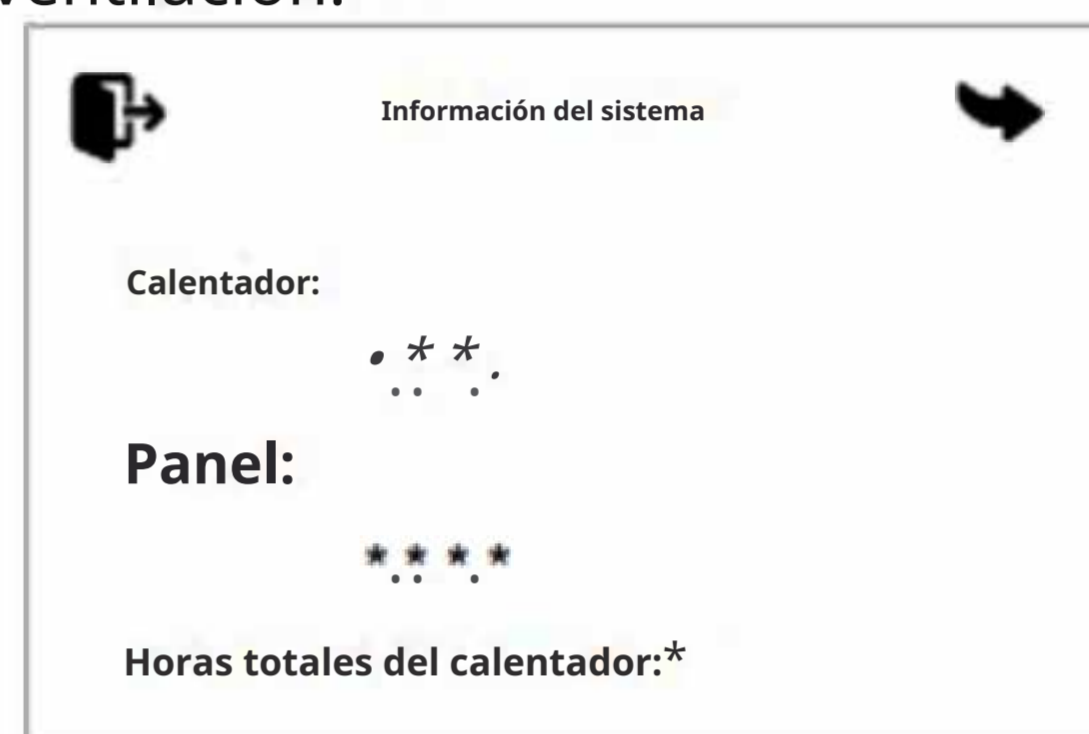 Información del sistema
Calentador:
Panel:
*.*.*.*
Horas totales del calentador:*